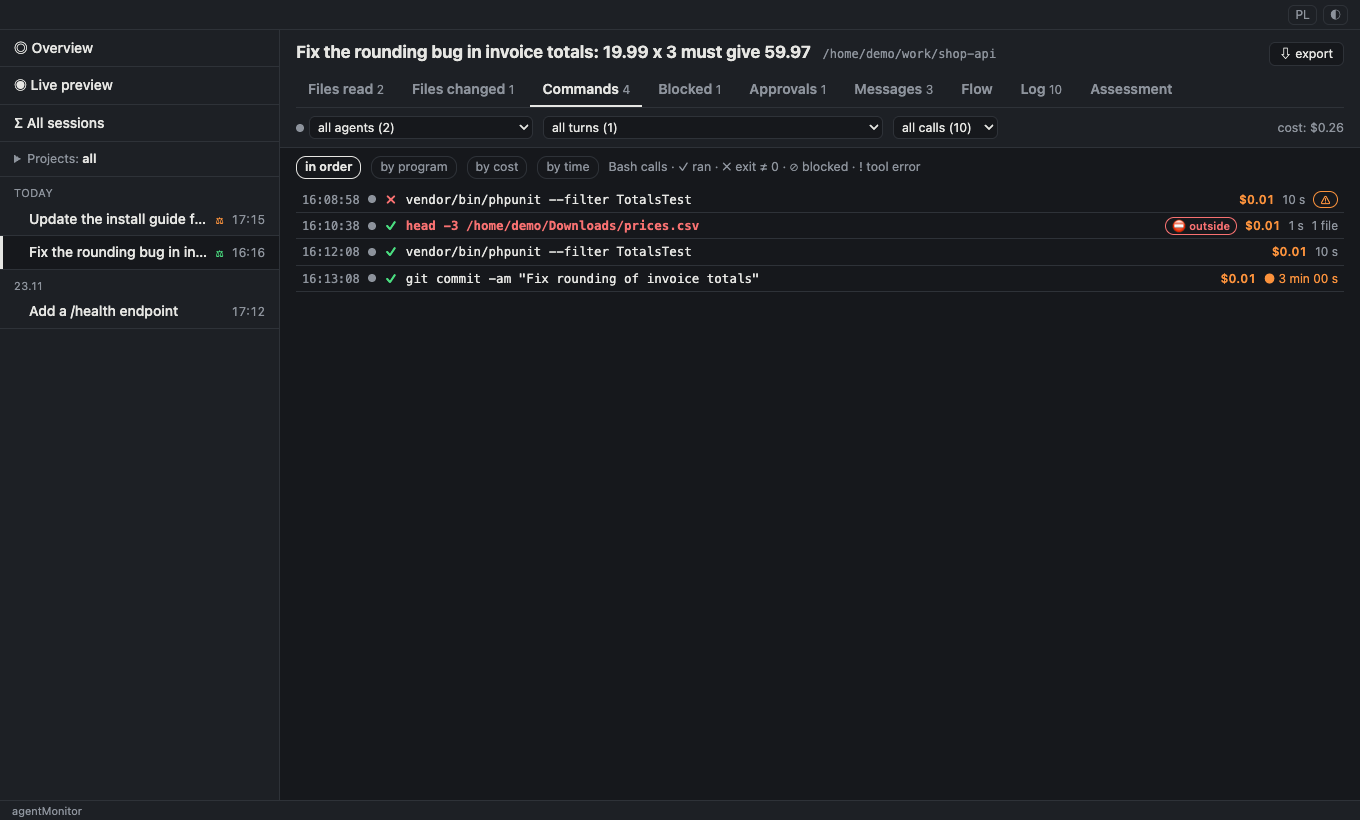 PL
Overview
Live preview
Σ All sessions
Projects: all
TODAY
Update the install guide f... 17:15
Fix the rounding bug in in... 16:16
23.11
Add a /health endpoint 17:12
Fix the rounding bug in invoice totals: 19.99 x 3 must give 59.97 /home/demo/work/shop-api
⇩ export
Files read 2 Files changed 1 Commands 4 Blocked 1 Approvals 1 Messages 3 Flow Log 10 Assessment
all agents (2) all turns (1) all calls (10) cost: $0.26
in order by program by cost by time Bash calls · ✓ ran · ✕ exit ≠ 0 · ⊘ blocked · ! tool error
16:08:58 ✕ vendor/bin/phpunit --filter TotalsTest $0.01 10 s ⚠
16:10:38 ✓ head -3 /home/demo/Downloads/prices.csv ⛔ outside $0.01 1 s 1 file
16:12:08 ✓ vendor/bin/phpunit --filter TotalsTest $0.01 10 s
16:13:08 ✓ git commit -am "Fix rounding of invoice totals" $0.01 3 min 00 s
agentMonitor